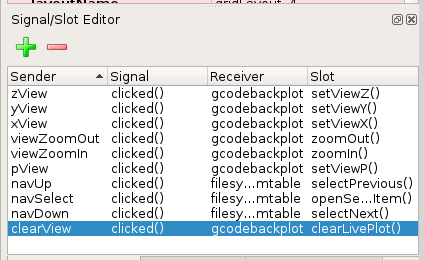 layoutName gridLayout_4
Signal/Slot Editor
Sender Signal Receiver Slot
zView clicked() gcodebackplot setViewZ()
yView clicked() gcodebackplot setViewY()
xView clicked() gcodebackplot setViewX()
viewZoomOut clicked() gcodebackplot zoomOut()
viewZoomIn clicked() gcodebackplot zoomIn()
pView clicked() gcodebackplot setViewP()
navUp clicked() filesy...mtable selectPrevious()
navSelect clicked() filesy...mtable openSe...Item()
navDown clicked() filesy...mtable selectNext()
clearView clicked() gcodebackplot clearLivePlot()